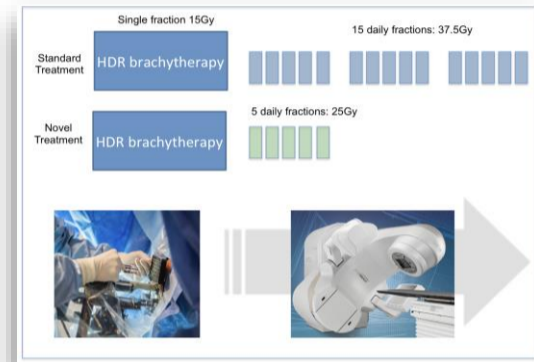 Single fraction 15Gy
15 daily fractions: 37.5Gy
Standard
Treatment
HDR brachytherapy
5 daily fractions: 25Gy
Novel
Treatment
HDR brachytherapy